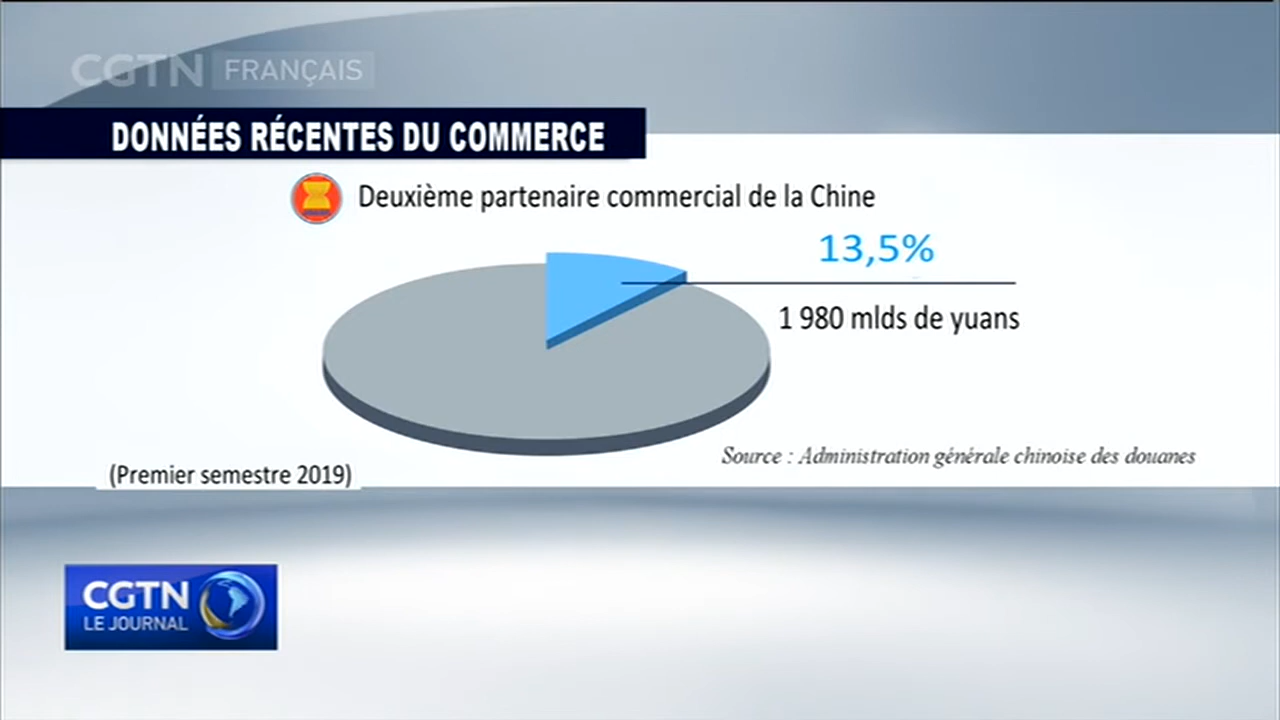 CGTN FRANÇAIS
DONNÉES RÉCENTES DU COMMERCE
Deuxième partenaire commercial de la Chine
13,5%
1 980 mlds de yuans
Source : Administration générale chinoise des douanes
(Premier semestre 2019)
CGTN
LE JOURNAL